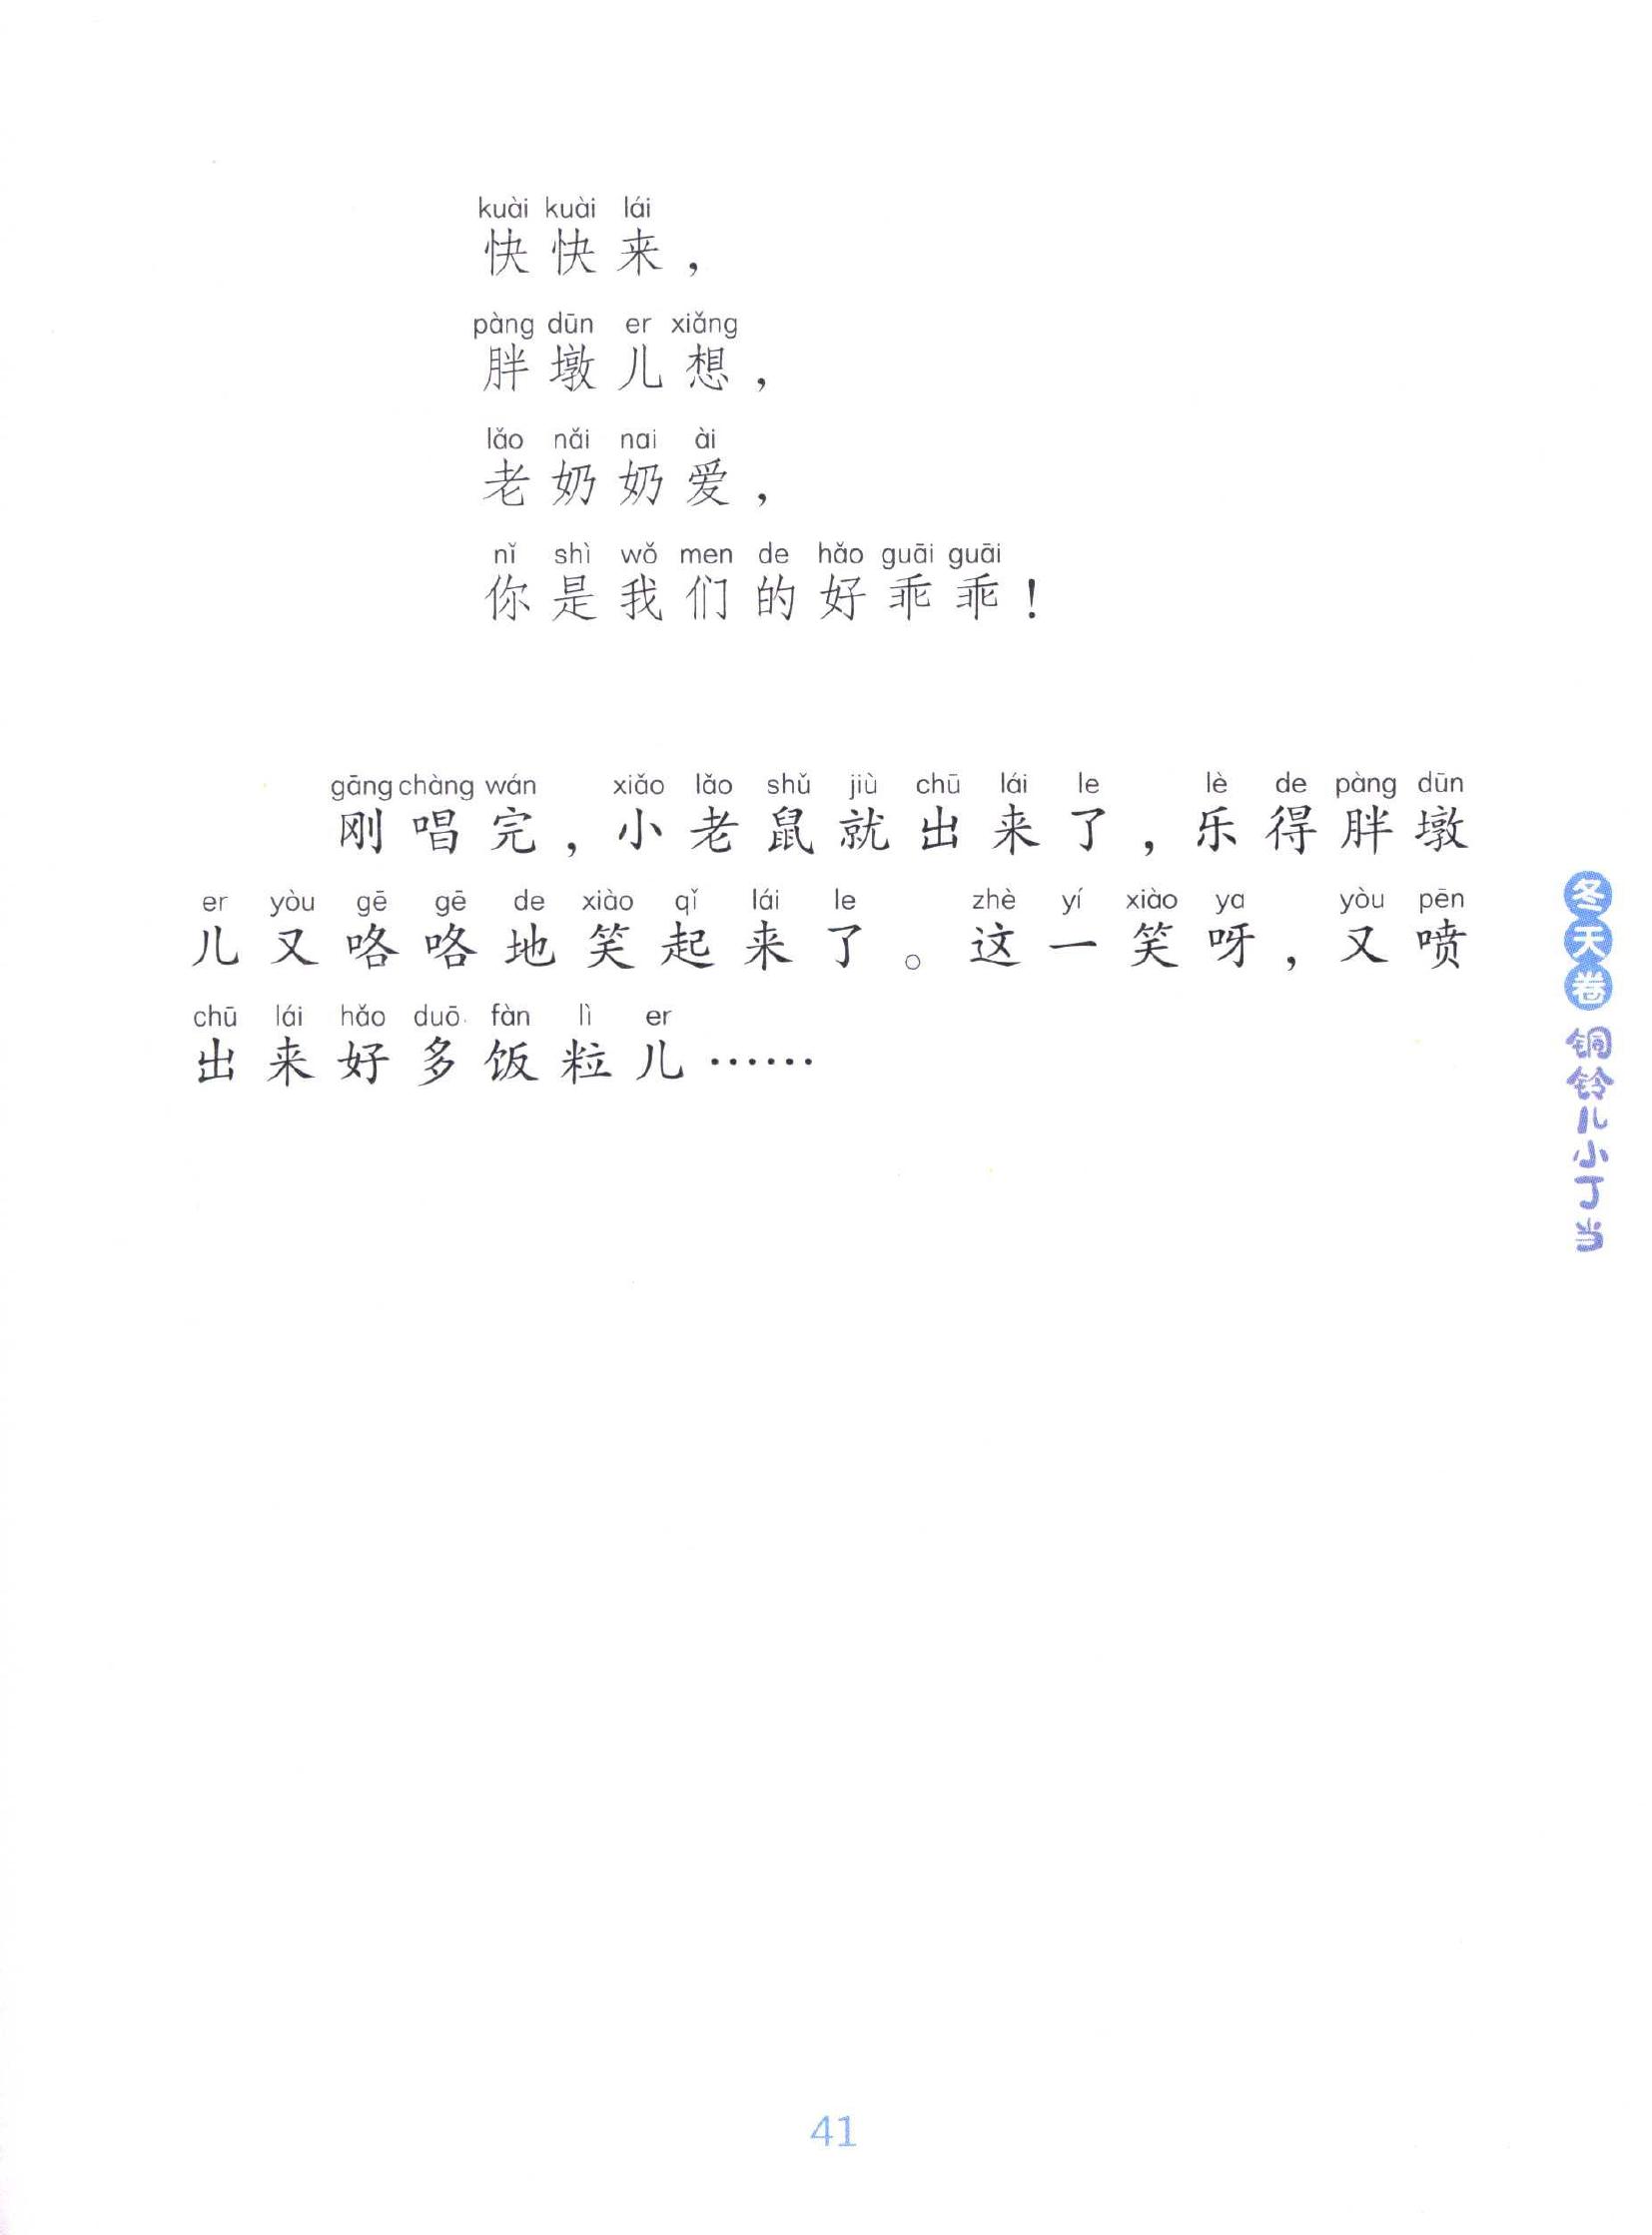 kuài kuài lái
快快来，
pàng dūn er xiǎng
胖墩儿想，
lǎo nǎi nai ài
老奶奶爱，
nǐ shì wǒ men de hǎo guāi guāi
你是我们的好乖乖！
gāng chàng wán xiǎo lǎo shǔ jiù chū lái le lè de pàng dūn
刚唱完，小老鼠就出来了，乐得胖墩
er yòu gē gē de xiào qǐ lái le zhè yí xiào ya yòu pēn
儿又咯咯地笑起来了。这一笑呀，又喷
chū lái hǎo duō fàn lì er
出来好多饭粒儿……
冬天卷 铜铃儿小丁当
41